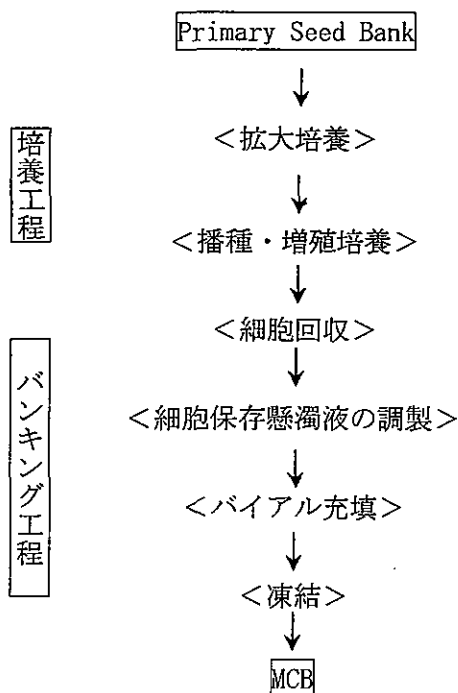 Primary Seed Bank
培養工程
<拡大培養>
<播種・増殖培養>
<細胞回収>
バンキング工程
<細胞保存懸濁液の調製>
<バイアル充填>
<凍結>
MCB